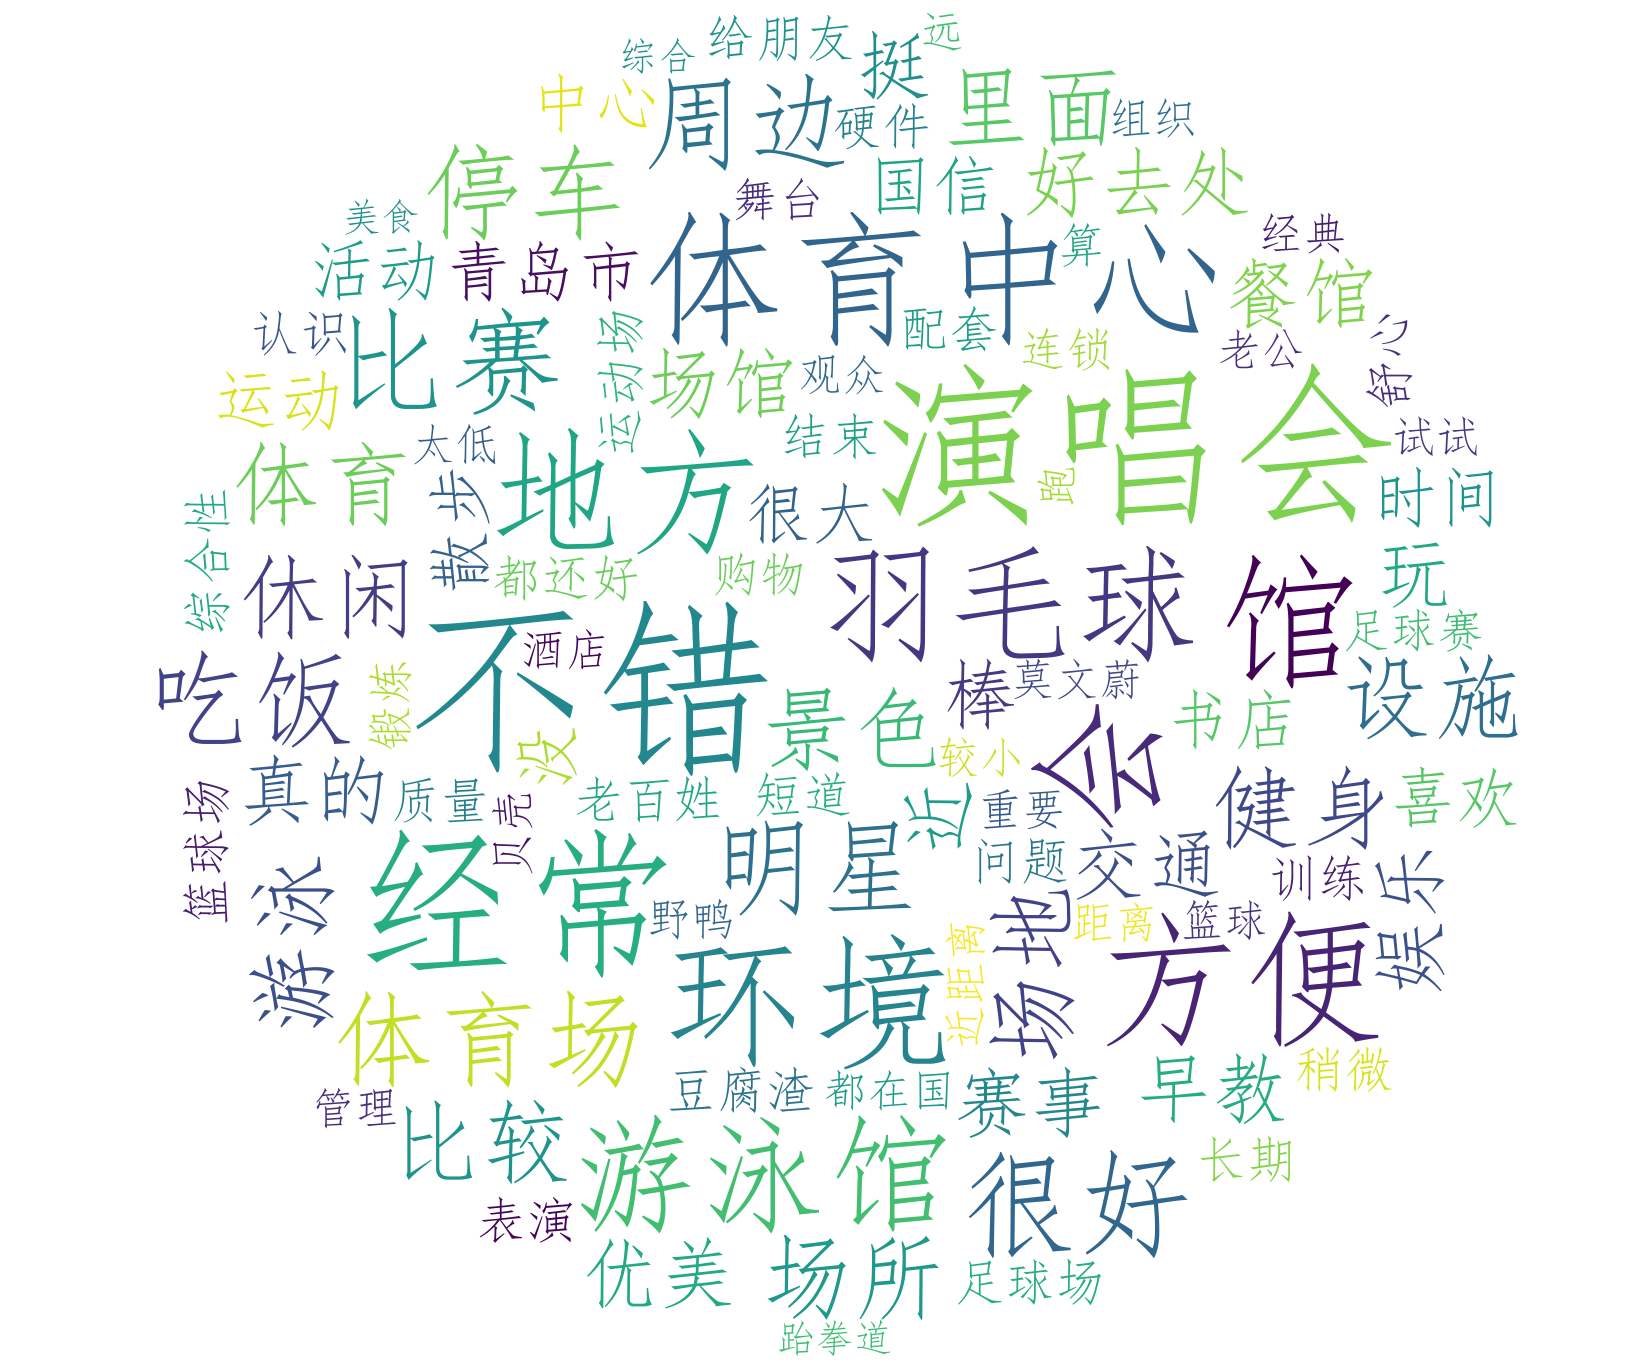 远
给朋友
综合
挺
里面
中心
周边
硬件
组织
停车
国信
好去处
舞台
美食
体育中心
算
经典
活动
青岛市
餐馆
认识
比赛
运动场
配套
连锁
老公
舒心
场馆
观众
演唱会
运动
太低
结束
试试
体育
地方
跑
时间
综合性
散步
很大
休闲
都还好
购物
羽毛球
馆
玩
足球赛
不错
酒店
吃饭
锻炼
棒
莫文蔚
设施
景色
书店
没
较小
会
真的
质量
老百姓
短道
近
重要
健身
喜欢
篮球场
贝壳
经常
明星
问题
交通
训练
娱乐
游泳
野鸭
场地
距离
篮球
方便
环境
近距离
体育场
豆腐渣
都在国
赛事
早教
稍微
管理
比较
游泳馆
很好
长期
表演
优美
场所
足球场
跆拳道